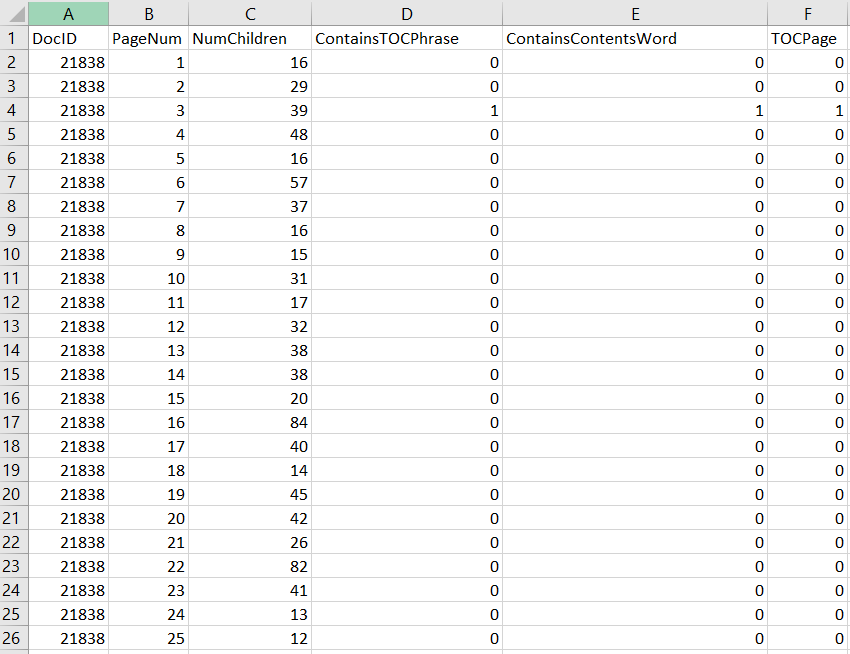 A B C D E F
1 DocID PageNum NumChildren ContainsTOCPhrase ContainsContentsWord TOCPage
2 21838 1 16 0 0 0
3 21838 2 29 0 0 0
4 21838 3 39 1 1 1
5 21838 4 48 0 0 0
6 21838 5 16 0 0 0
7 21838 6 57 0 0 0
8 21838 7 37 0 0 0
9 21838 8 16 0 0 0
10 21838 9 15 0 0 0
11 21838 10 31 0 0 0
12 21838 11 17 0 0 0
13 21838 12 32 0 0 0
14 21838 13 38 0 0 0
15 21838 14 38 0 0 0
16 21838 15 20 0 0 0
17 21838 16 84 0 0 0
18 21838 17 40 0 0 0
19 21838 18 14 0 0 0
20 21838 19 45 0 0 0
21 21838 20 42 0 0 0
22 21838 21 26 0 0 0
23 21838 22 82 0 0 0
24 21838 23 41 0 0 0
25 21838 24 13 0 0 0
26 21838 25 12 0 0 0